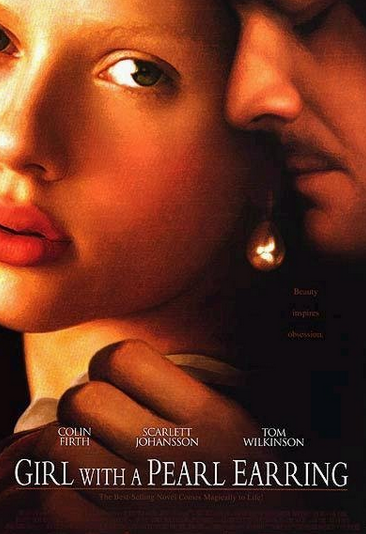 Beauty
inspires
obsession.
COLIN
FIRTH
SCARLETT
JOHANSSON
TOM
WILKINSON
GIRL WITH A PEARL EARRING
The Best-Selling Novel Comes Magically to Life!